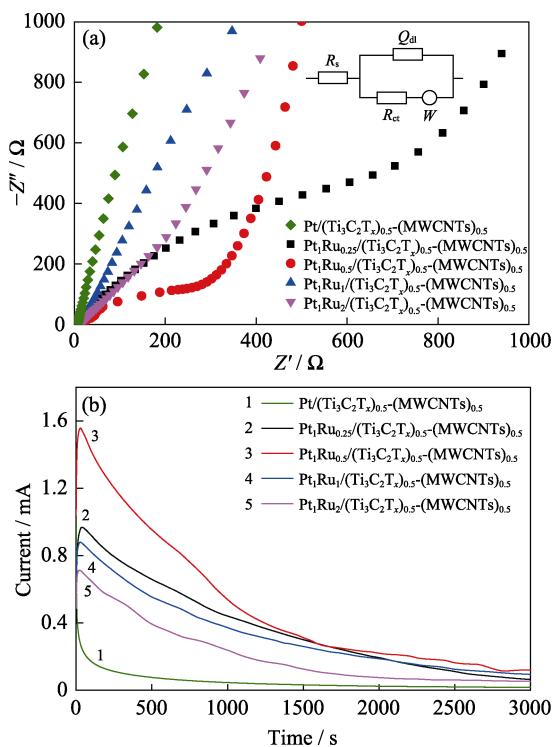 (a)
1000
800
600
400
200
0
−Z″ / Ω
0 200 400 600 800 1000
Z′ / Ω
Rs
Qdl
Rct
W
Pt/(Ti3C2Tx)0.5-(MWCNTs)0.5
Pt1Ru0.25/(Ti3C2Tx)0.5-(MWCNTs)0.5
Pt1Ru0.5/(Ti3C2Tx)0.5-(MWCNTs)0.5
Pt1Ru1/(Ti3C2Tx)0.5-(MWCNTs)0.5
Pt1Ru2/(Ti3C2Tx)0.5-(MWCNTs)0.5
(b)
1.6
1.2
0.8
0.4
0
Current / mA
1 Pt/(Ti3C2Tx)0.5-(MWCNTs)0.5
2 Pt1Ru0.25/(Ti3C2Tx)0.5-(MWCNTs)0.5
3 Pt1Ru0.5/(Ti3C2Tx)0.5-(MWCNTs)0.5
4 Pt1Ru1/(Ti3C2Tx)0.5-(MWCNTs)0.5
5 Pt1Ru2/(Ti3C2Tx)0.5-(MWCNTs)0.5
3
2
4
5
1
0 500 1000 1500 2000 2500 3000
Time / s